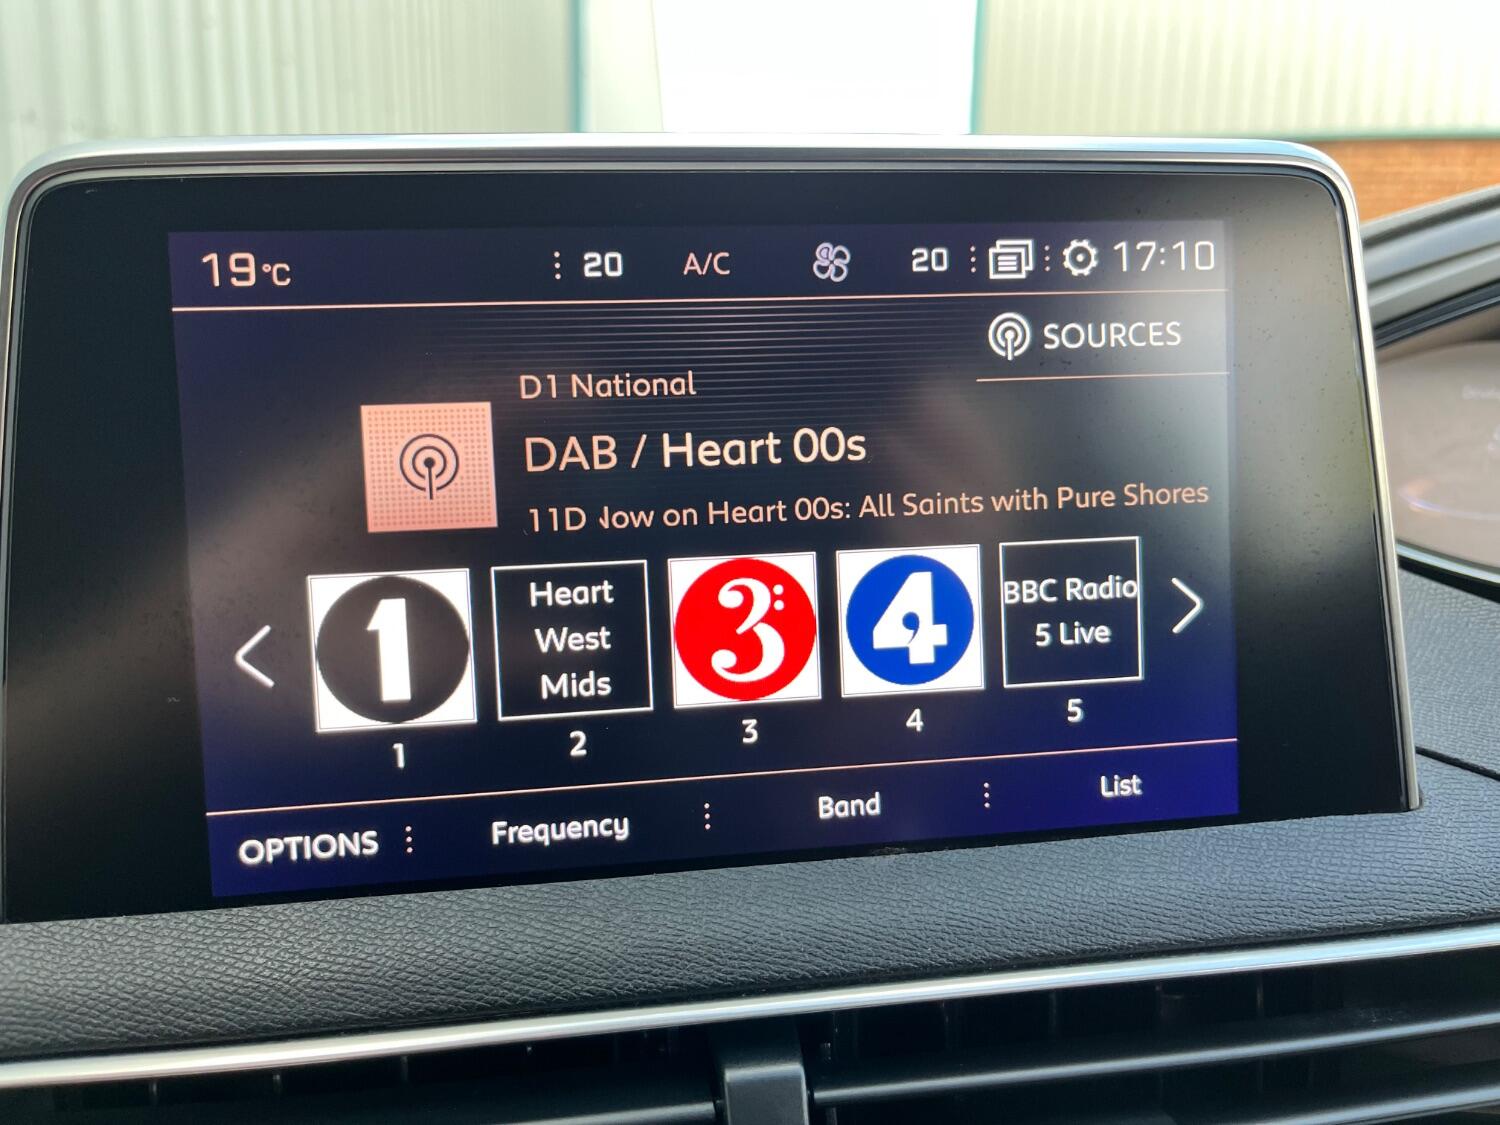 19°C
20
A/C
20
17:10
SOURCES
D1 National
DAB / Heart 00s
11D Now on Heart 00s: All Saints with Pure Shores
1
Heart
West
Mids
3:
4
BBC Radio
5 Live
1
2
3
4
5
OPTIONS
Frequency
Band
List